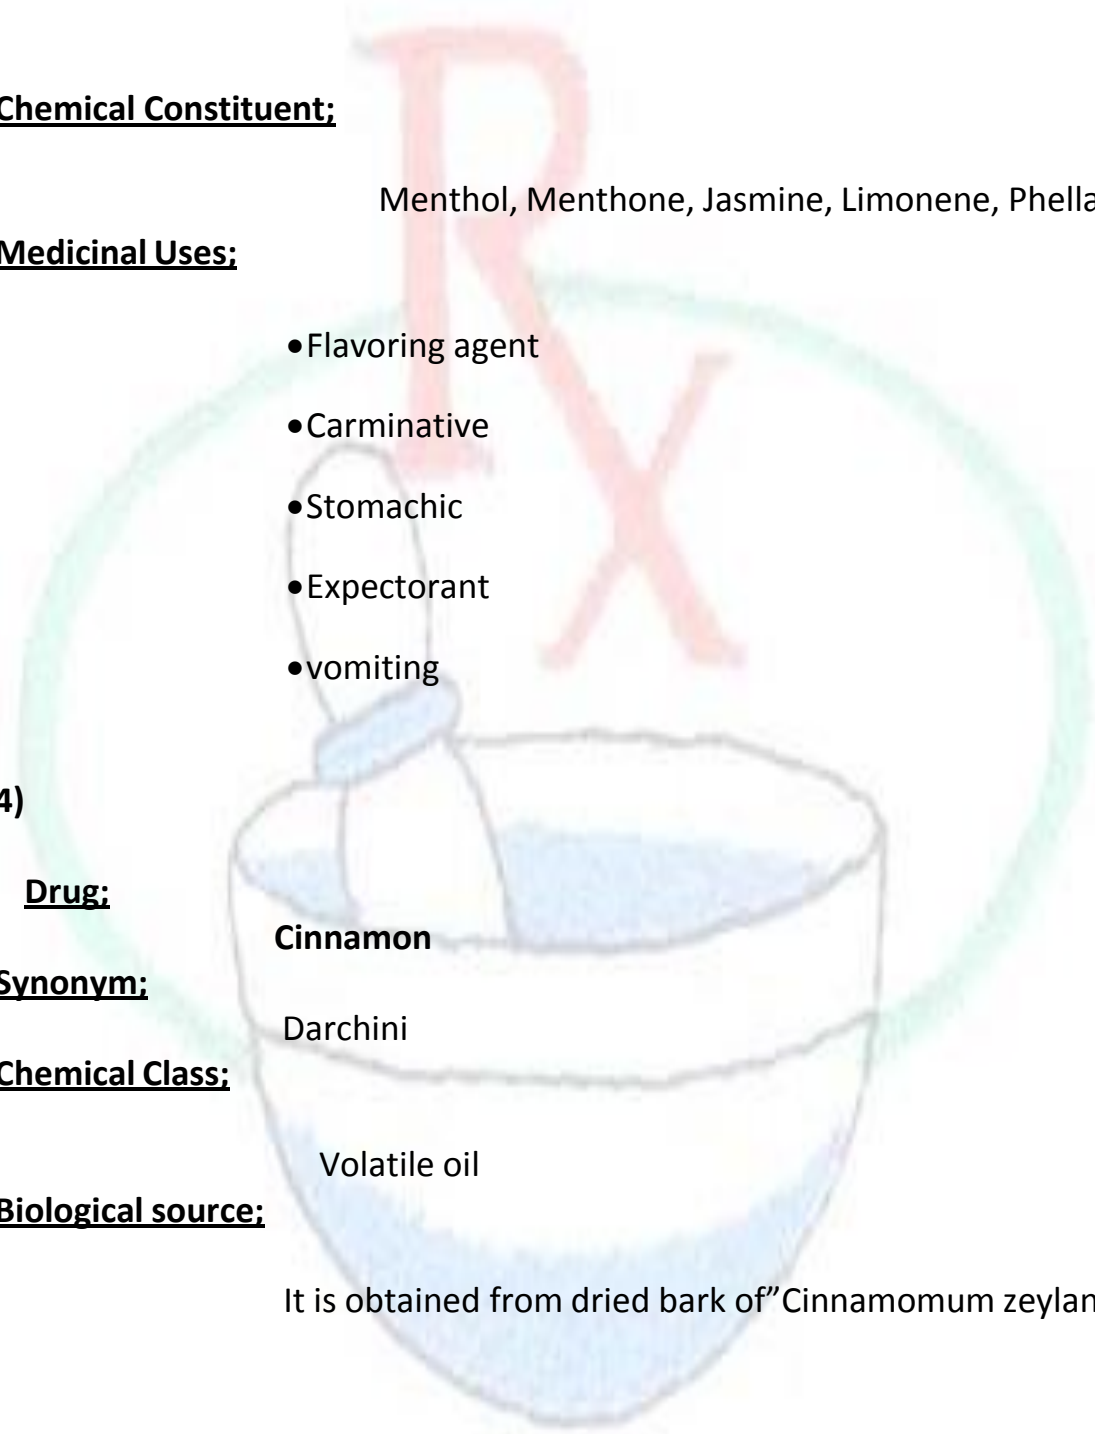 Chemical Constituent;
Menthol, Menthone, Jasmine, Limonene, Phella
Medicinal Uses;
•Flavoring agent
•Carminative
•Stomachic
•Expectorant
•vomiting
4)
Drug;
Cinnamon
Synonym;
Darchini
Chemical Class;
Volatile oil
Biological source;
It is obtained from dried bark of”Cinnamomum zeylan